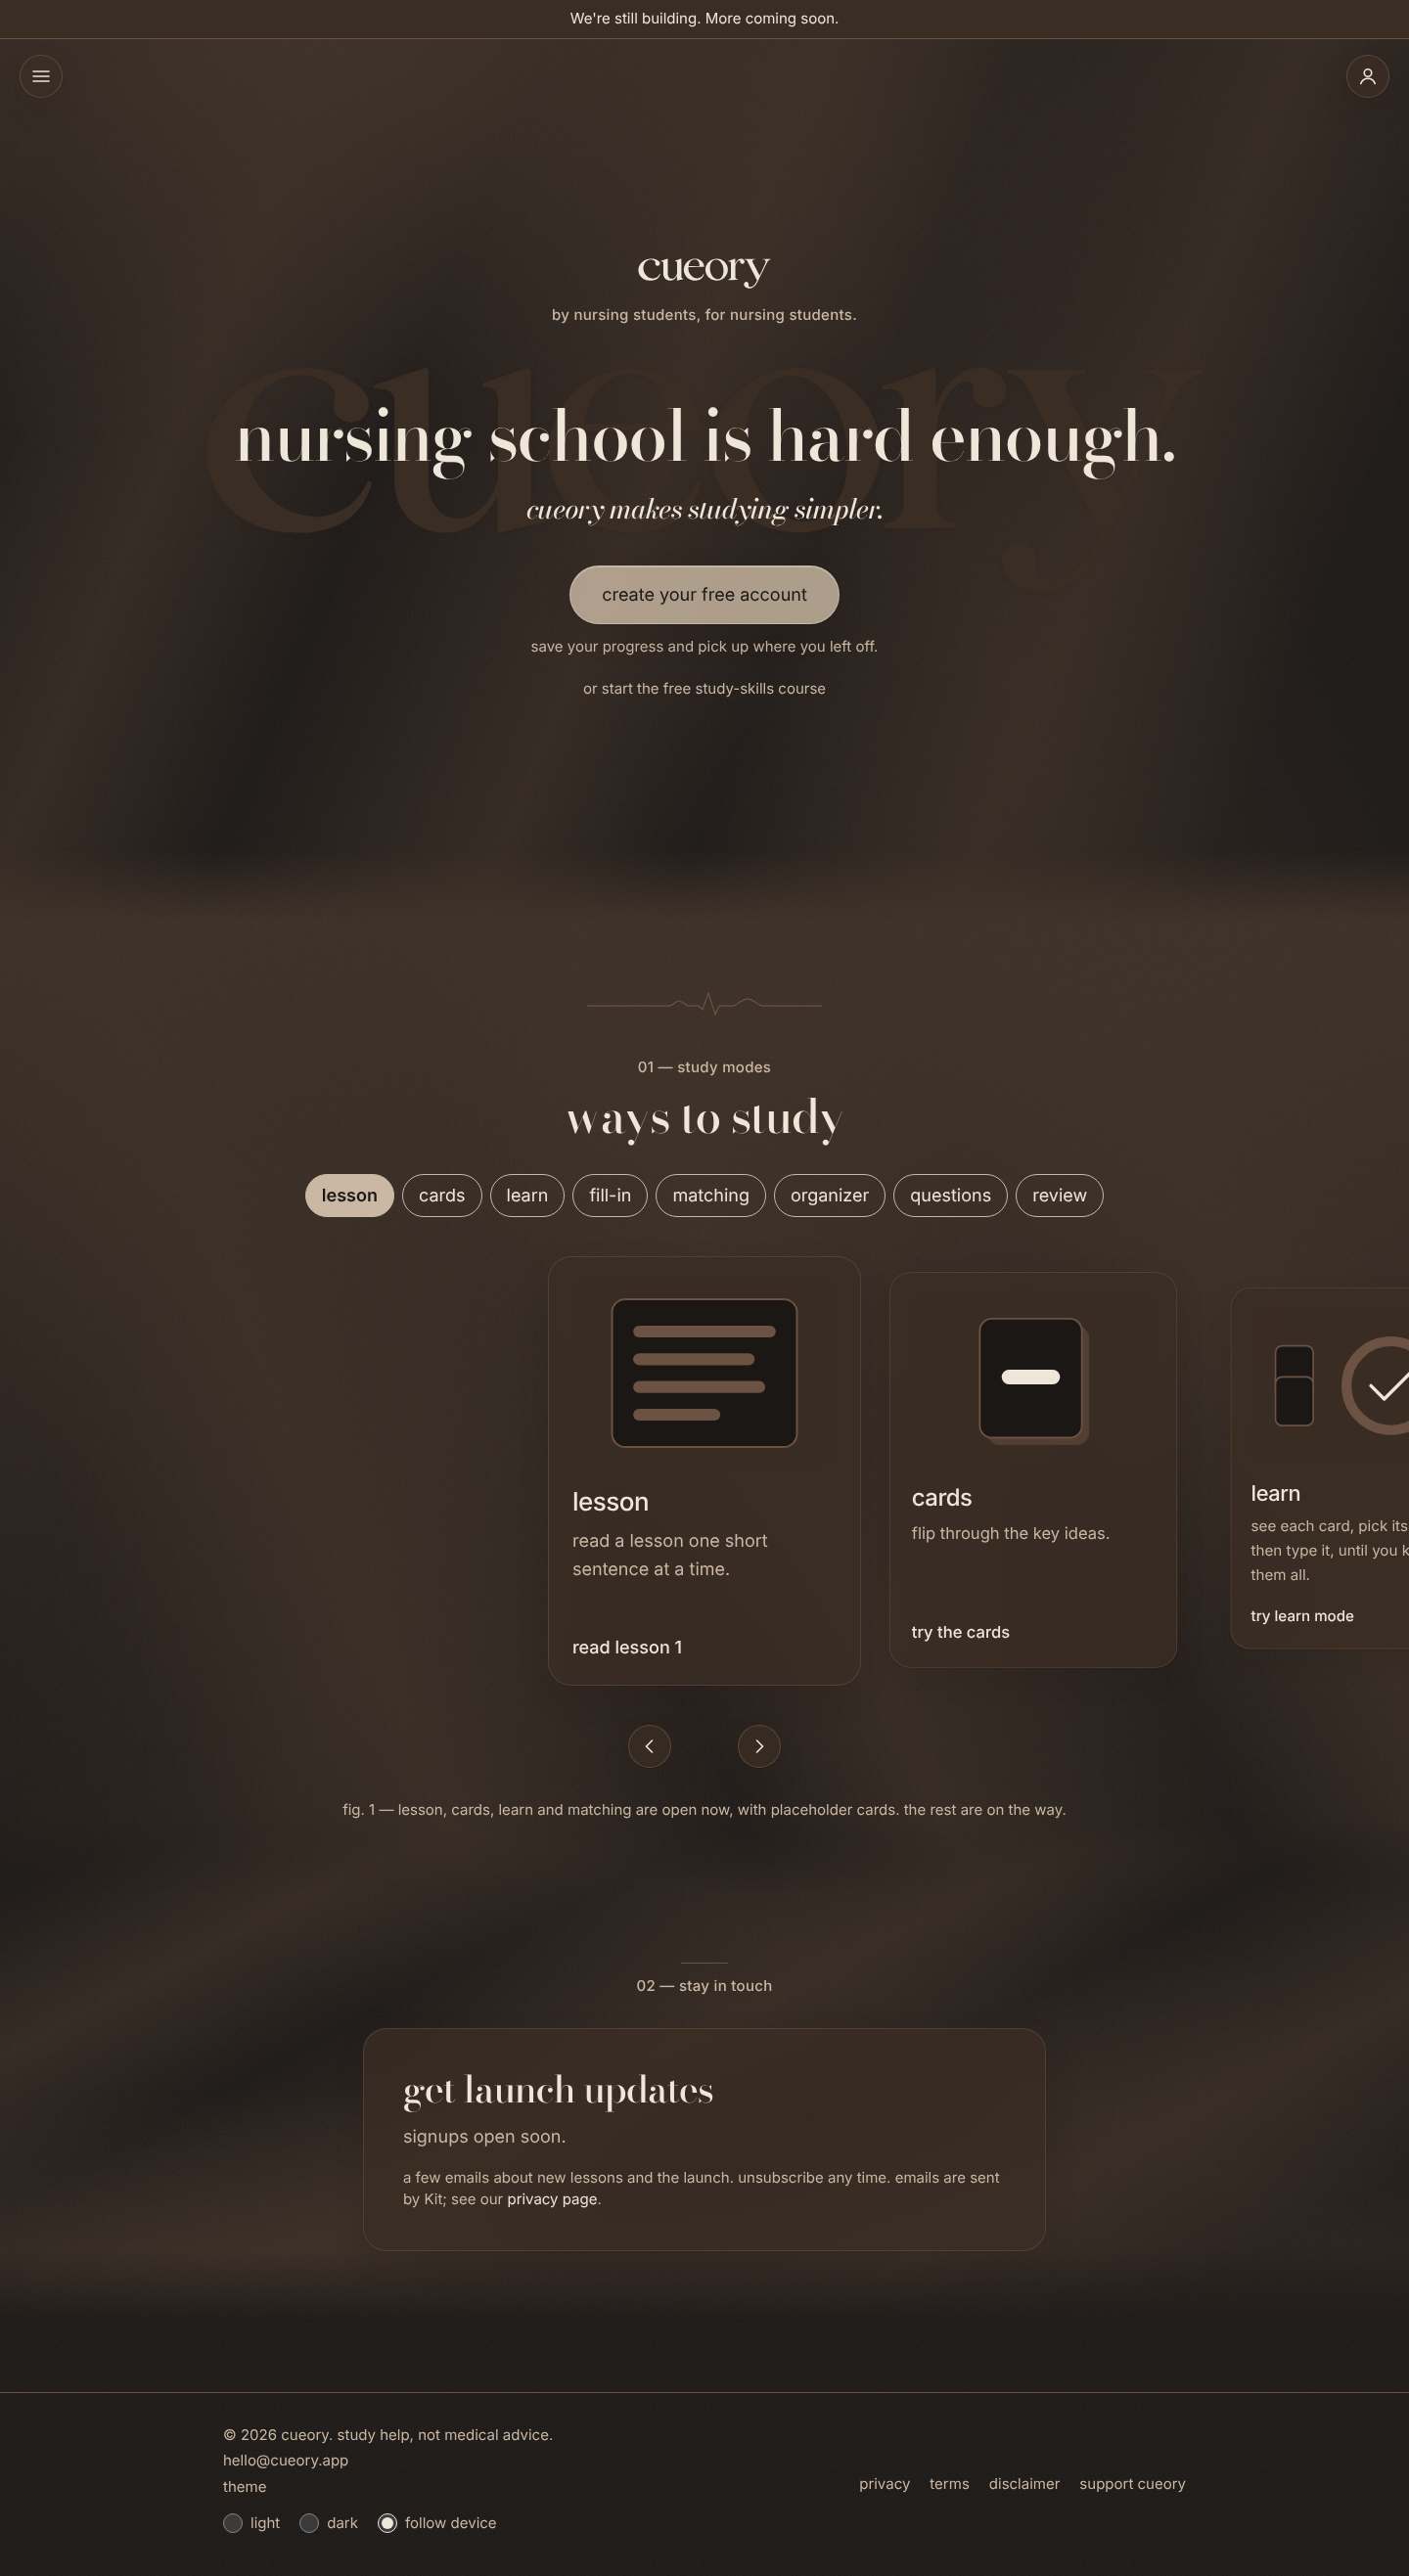 We're still building. More coming soon.
cueory
by nursing students, for nursing students.
cueory
nursing school is hard enough.
cueory makes studying simpler.
create your free account
save your progress and pick up where you left off.
or start the free study-skills course
01 — study modes
ways to study
lesson
cards
learn
fill-in
matching
organizer
questions
review
lesson
read a lesson one short
sentence at a time.
read lesson 1
cards
flip through the key ideas.
try the cards
learn
see each card, pick its
then type it, until you
them all.
try learn mode
fig. 1 — lesson, cards, learn and matching are open now, with placeholder cards. the rest are on the way.
02 — stay in touch
get launch updates
signups open soon.
a few emails about new lessons and the launch. unsubscribe any time. emails are sent
by Kit; see our privacy page.
© 2026 cueory. study help, not medical advice.
hello@cueory.app
theme
light
dark
follow device
privacy
terms
disclaimer
support cueory